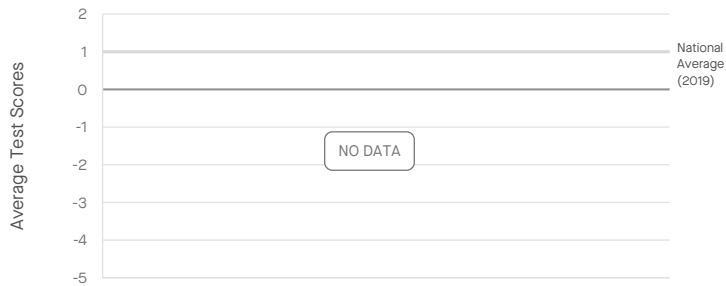 Average Test Scores
2
1
0
-1
-2
-3
-4
-5
NO DATA
National
Average
(2019)